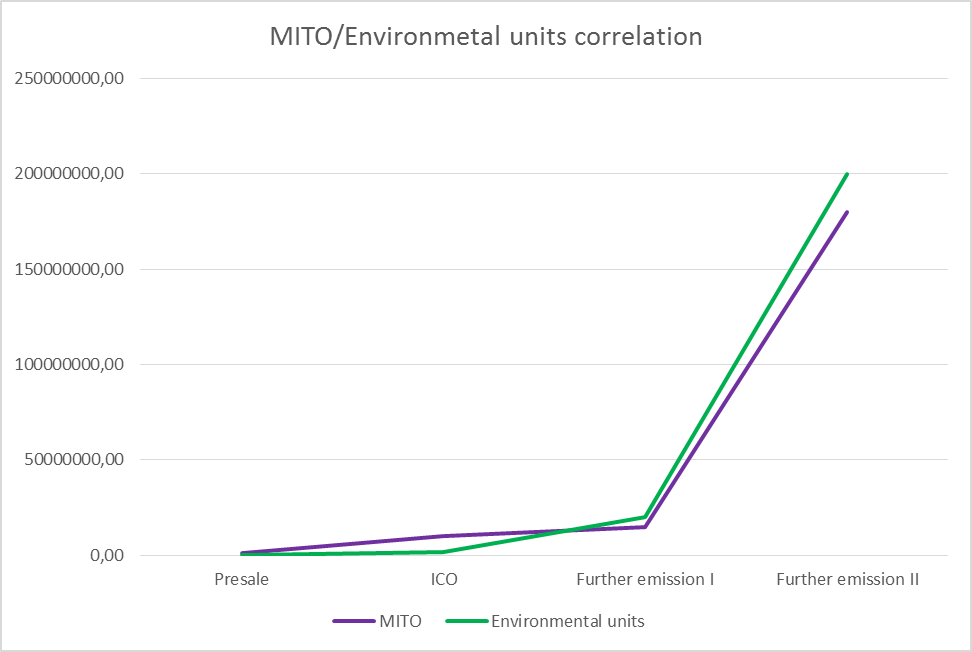 MITO/Environmetal units correlation
250000000,00
200000000,00
150000000,00
100000000,00
50000000,00
0,00
Presale ICO Further emission I Further emission II
MITO Environmental units